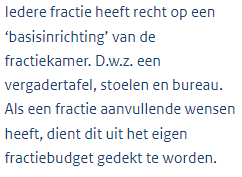 Iedere fractie heeft recht op een
‘basisinrichting’ van de
fractiekamer. D.w.z. een
vergadertafel, stoelen en bureau.
Als een fractie aanvullende wensen
heeft, dient dit uit het eigen
fractiebudget gedekt te worden.